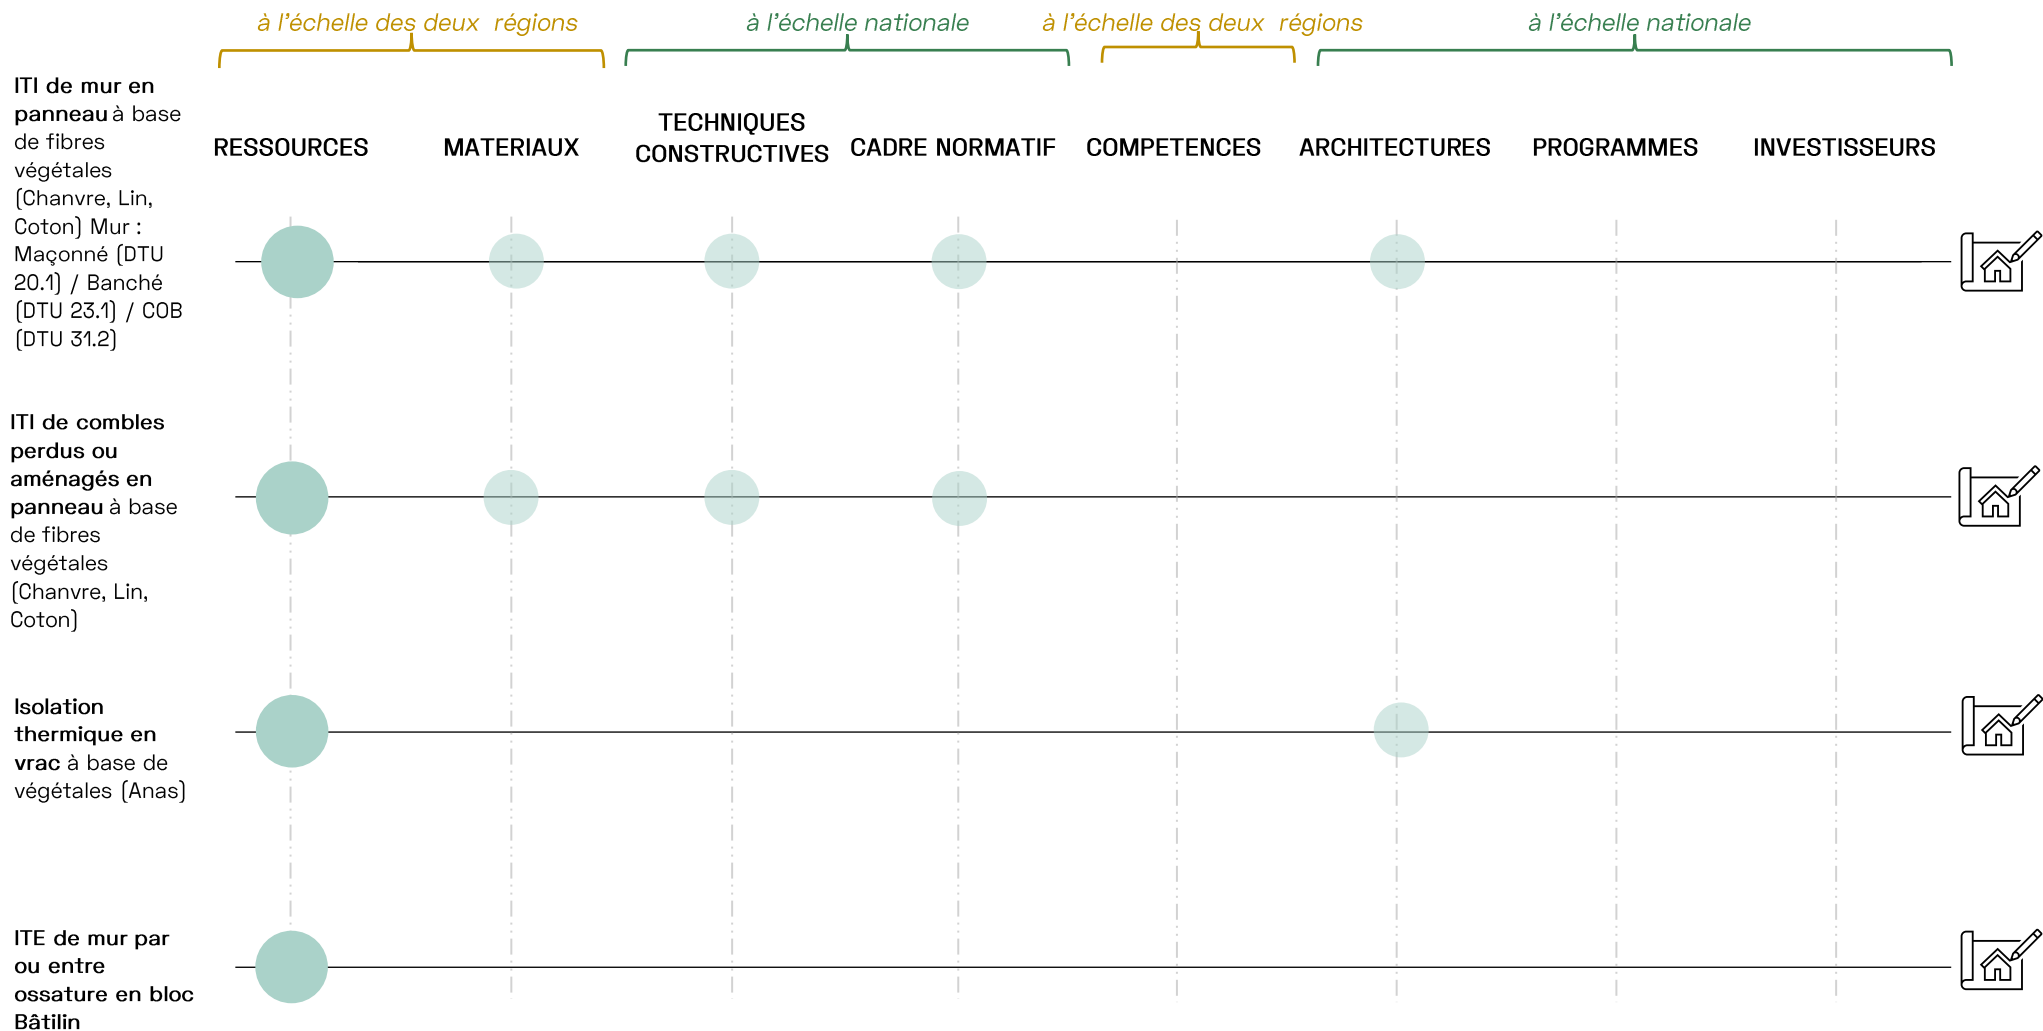 à l'échelle des deux  régions
à l'échelle nationale
à l'échelle des deux  régions
à l'échelle nationale
RESSOURCES
MATERIAUX
TECHNIQUES
CONSTRUCTIVES
CADRE NORMATIF
COMPETENCES
ARCHITECTURES
PROGRAMMES
INVESTISSEURS
ITI de mur en
panneau à base
de fibres
végétales
(Chanvre, Lin,
Coton) Mur :
Maçonné (DTU
20.1) / Banché
(DTU 23.1) / COB
(DTU 31.2)
ITI de combles
perdus ou
aménagés en
panneau à base
de fibres
végétales
(Chanvre, Lin,
Coton)
Isolation
thermique en
vrac à base de
végétales (Anas)
ITE de mur par
ou entre
ossature en bloc
Bâtilin